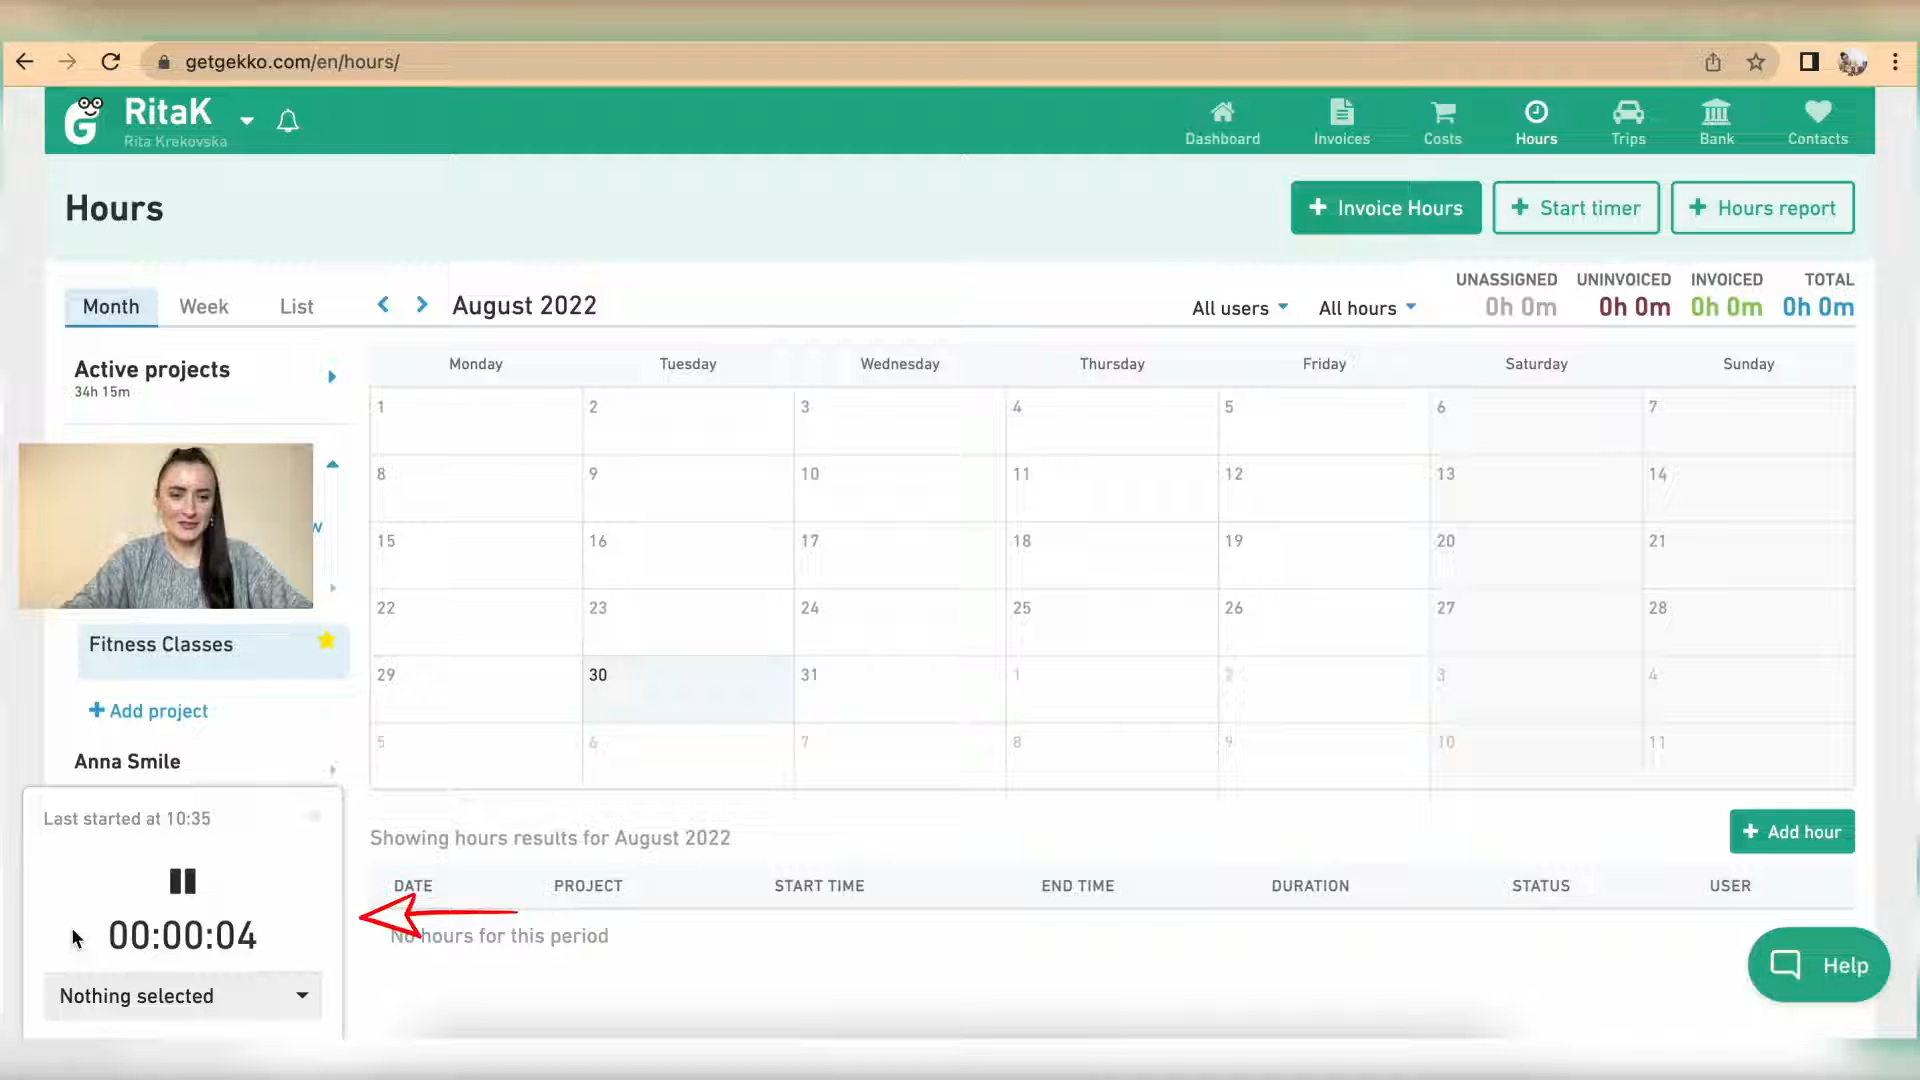 getgekko.com/en/hours/
RitaK
Rita Krekovska
Dashboard
Invoices
Costs
Hours
Trips
Bank
Contacts
Hours
+ Invoice Hours
+ Start timer
+ Hours report
Month
Week
List
August 2022
All users
All hours
UNASSIGNED
0h 0m
UNINVOICED
0h 0m
INVOICED
0h 0m
TOTAL
0h 0m
Active projects
34h 15m
Fitness Classes
+ Add project
Anna Smile
Monday Tuesday Wednesday Thursday Friday Saturday Sunday
1 2 3 4 5 6 7
8 9 10 11 12 13 14
15 16 17 18 19 20 21
22 23 24 25 26 27 28
29 30 31 1 2 3 4
5 6 7 8 9 10 11
Last started at 10:35
00:00:04
Nothing selected
Showing hours results for August 2022
+ Add hour
DATE PROJECT START TIME END TIME DURATION STATUS USER
No hours for this period
Help